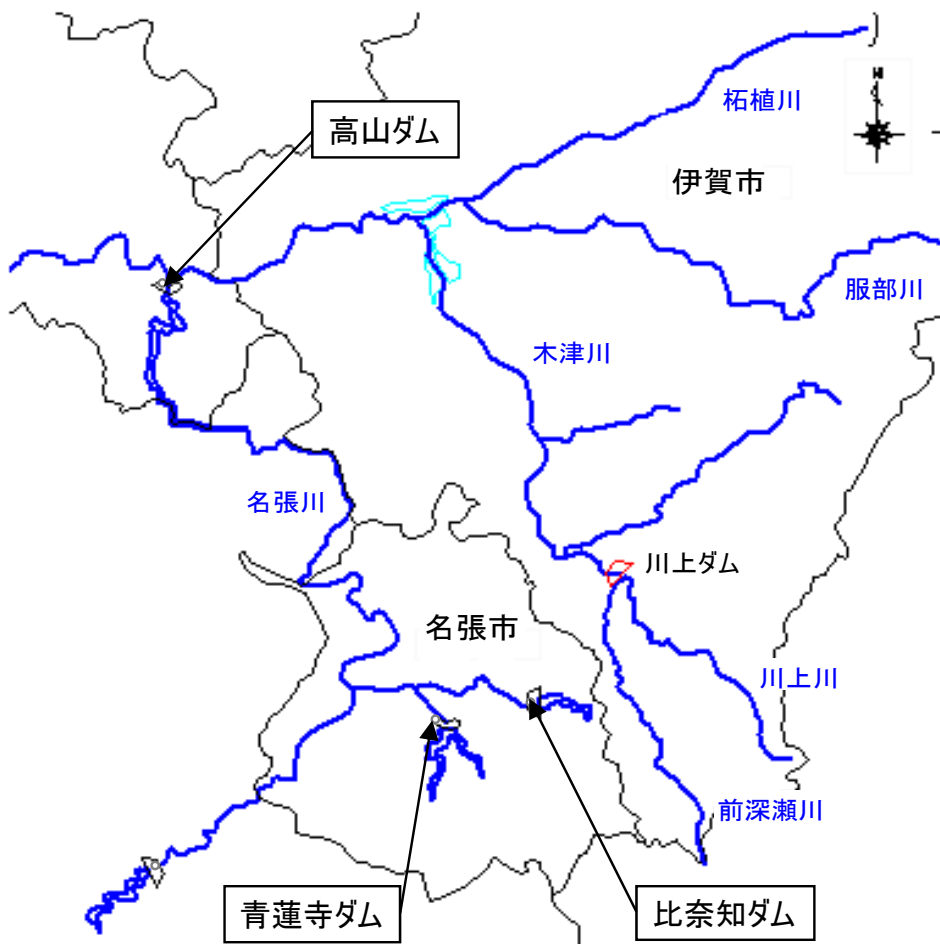 柘植川
N
高山ダム
伊賀市
服部川
木津川
名張川
川上ダム
名張市
川上川
前深瀬川
青蓮寺ダム
比奈知ダム